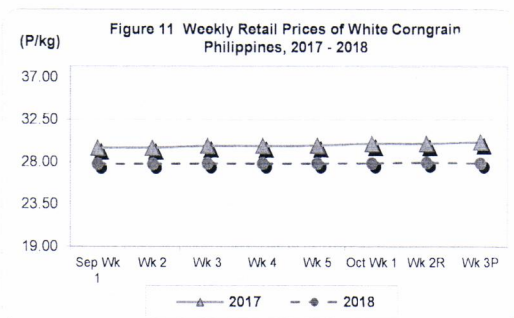 Figure 11 Weekly Retail Prices of White Corngrain
Philippines, 2017 - 2018
(P/kg)
37.00
32.50
28.00
23.50
19.00
Sep Wk 1 Wk 2 Wk 3 Wk 4 Wk 5 Oct Wk 1 Wk 2R Wk 3P
2017 2018